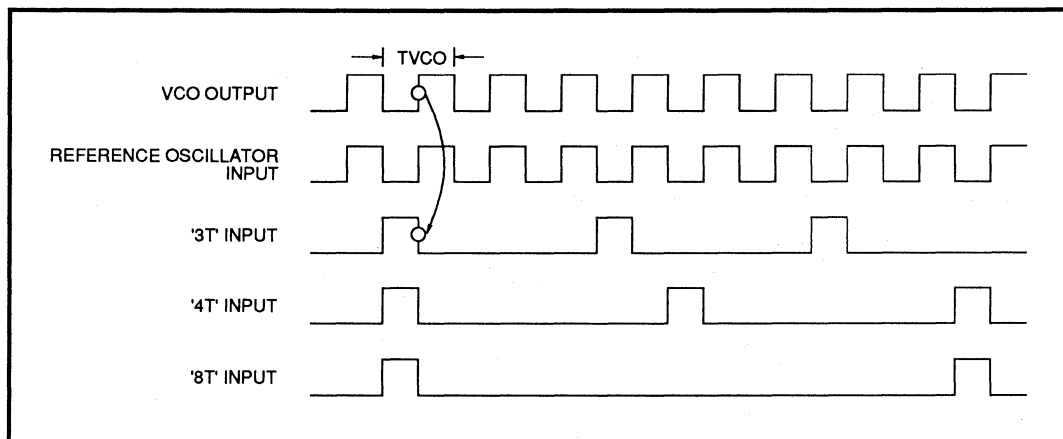 TVCO
VCO OUTPUT
REFERENCE OSCILLATOR
INPUT
'3T' INPUT
'4T' INPUT
'8T' INPUT